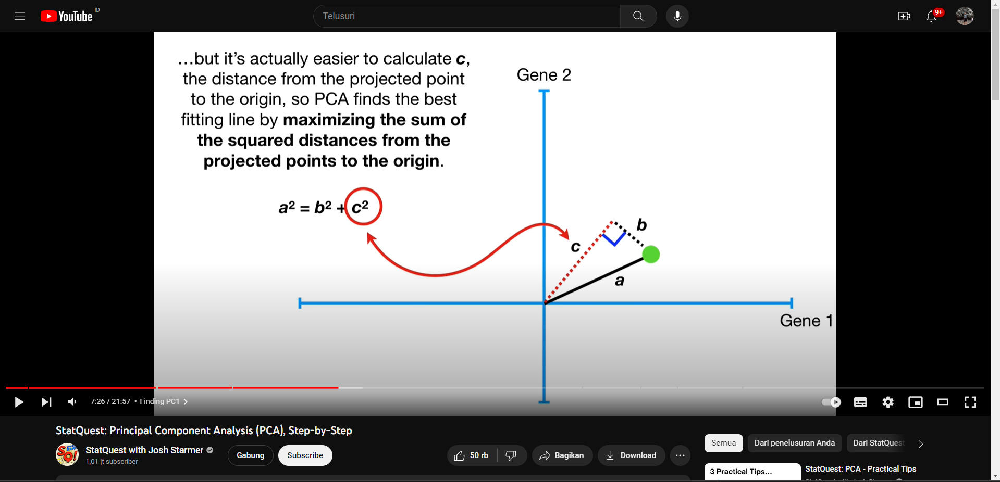 YouTube ID
Telusuri
9+
…but it's actually easier to calculate c,
the distance from the projected point
to the origin, so PCA finds the best
fitting line by maximizing the sum of
the squared distances from the
projected points to the origin.
a² = b² + c²
Gene 2
b
c
a
Gene 1
7:26 / 21:57 • Finding PC1
StatQuest: Principal Component Analysis (PCA), Step-by-Step
StatQuest with Josh Starmer
1,01 jt subscriber
Gabung
Subscribe
50 rb
Bagikan
Download
Semua
Dari penelusuran Anda
Dari StatQuest
3 Practical Tips...
StatQuest: PCA - Practical Tips